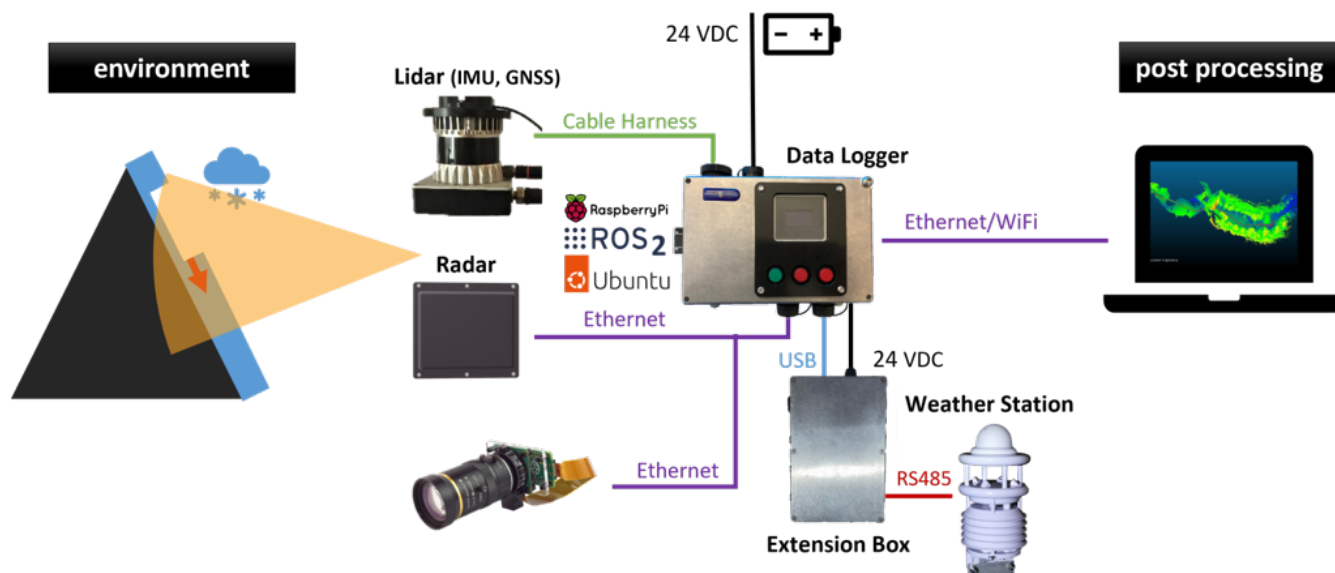 environment
Lidar (IMU, GNSS)
Cable Harness
24 VDC
post processing
Data Logger
RaspberryPi
ROS2
Ubuntu
Ethernet/WiFi
Radar
Ethernet
USB
24 VDC
Weather Station
Ethernet
RS485
Extension Box